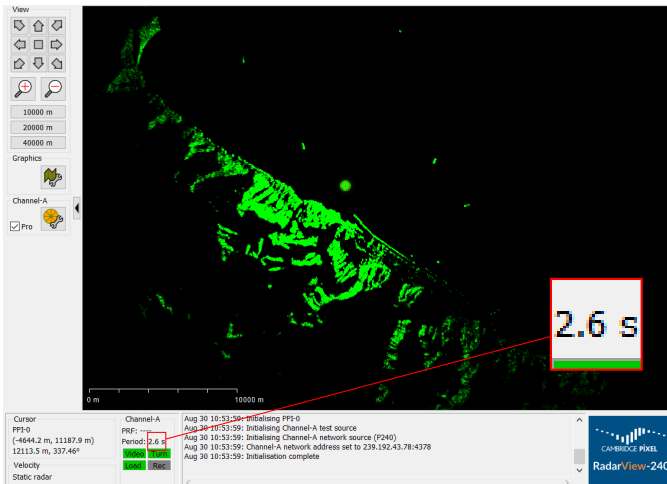 View
10000 m
20000 m
40000 m
Graphics
Channel-A
Pro
2.6 s
0 m
10000 m
Cursor
PPI-0
(-4644.2 m, 11187.9 m)
12113.5 m, 337.46°
Velocity
Static radar
Channel-A
PRF: ----
Period: 2.6 s
Video Turn
Load Rec
Aug 30 10:53:59: Initialising PPI-0
Aug 30 10:53:59: Initialising Channel-A test source
Aug 30 10:53:59: Initialising Channel-A network source (P240)
Aug 30 10:53:59: Channel-A network address set to 239.192.43.78:4378
Aug 30 10:53:59: Initialisation complete
CAMBRIDGE PIXEL
RadarView-240